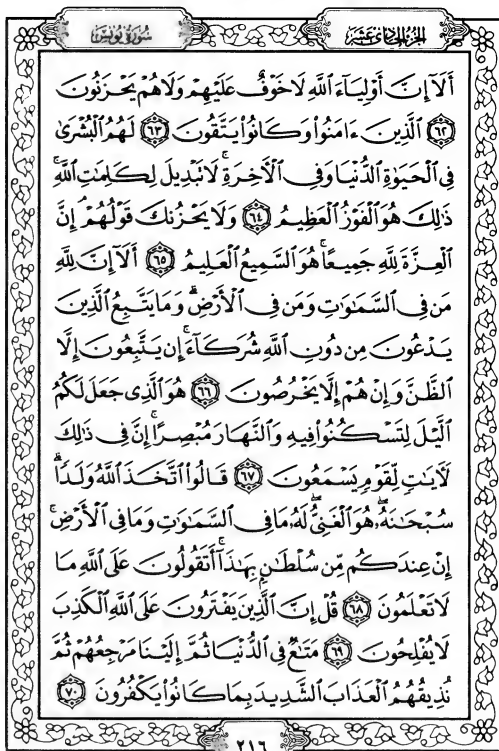 الجزء الحادي عشر
سورة يونس
أَلَآ إِنَّ أَوْلِيَآءَ ٱللَّهِ لَا خَوْفٌ عَلَيْهِمْ وَلَا هُمْ يَحْزَنُونَ
﴿٦٢﴾ ٱلَّذِينَ ءَامَنُوا۟ وَكَانُوا۟ يَتَّقُونَ ﴿٦٣﴾ لَهُمُ ٱلْبُشْرَىٰ
فِى ٱلْحَيَوٰةِ ٱلدُّنْيَا وَفِى ٱلْأَخِرَةِ ۚ لَا تَبْدِيلَ لِكَلِمَٰتِ ٱللَّهِ ۚ
ذَٰلِكَ هُوَ ٱلْفَوْزُ ٱلْعَظِيمُ ﴿٦٤﴾ وَلَا يَحْزُنكَ قَوْلُهُمْ ۘ إِنَّ
ٱلْعِزَّةَ لِلَّهِ جَمِيعًا ۚ هُوَ ٱلسَّمِيعُ ٱلْعَلِيمُ ﴿٦٥﴾ أَلَآ إِنَّ لِلَّهِ
مَن فِى ٱلسَّمَٰوَٰتِ وَمَن فِى ٱلْأَرْضِ ۗ وَمَا يَتَّبِعُ ٱلَّذِينَ
يَدْعُونَ مِن دُونِ ٱللَّهِ شُرَكَآءَ ۚ إِن يَتَّبِعُونَ إِلَّا
ٱلظَّنَّ وَإِنْ هُمْ إِلَّا يَخْرُصُونَ ﴿٦٦﴾ هُوَ ٱلَّذِى جَعَلَ لَكُمُ
ٱلَّيْلَ لِتَسْكُنُوا۟ فِيهِ وَٱلنَّهَارَ مُبْصِرًا ۚ إِنَّ فِى ذَٰلِكَ
لَأَيَٰتٍ لِّقَوْمٍ يَسْمَعُونَ ﴿٦٧﴾ قَالُوا۟ ٱتَّخَذَ ٱللَّهُ وَلَدًا ۗ
سُبْحَٰنَهُۥ ۖ هُوَ ٱلْغَنِىُّ ۖ لَهُۥ مَا فِى ٱلسَّمَٰوَٰتِ وَمَا فِى ٱلْأَرْضِ ۚ
إِنْ عِندَكُم مِّن سُلْطَٰنٍۭ بِهَٰذَآ ۚ أَتَقُولُونَ عَلَى ٱللَّهِ مَا
لَا تَعْلَمُونَ ﴿٦٨﴾ قُلْ إِنَّ ٱلَّذِينَ يَفْتَرُونَ عَلَى ٱللَّهِ ٱلْكَذِبَ
لَا يُفْلِحُونَ ﴿٦٩﴾ مَتَٰعٌ فِى ٱلدُّنْيَا ثُمَّ إِلَيْنَا مَرْجِعُهُمْ ثُمَّ
نُذِيقُهُمُ ٱلْعَذَابَ ٱلشَّدِيدَ بِمَا كَانُوا۟ يَكْفُرُونَ ﴿٧٠﴾
٢١٦